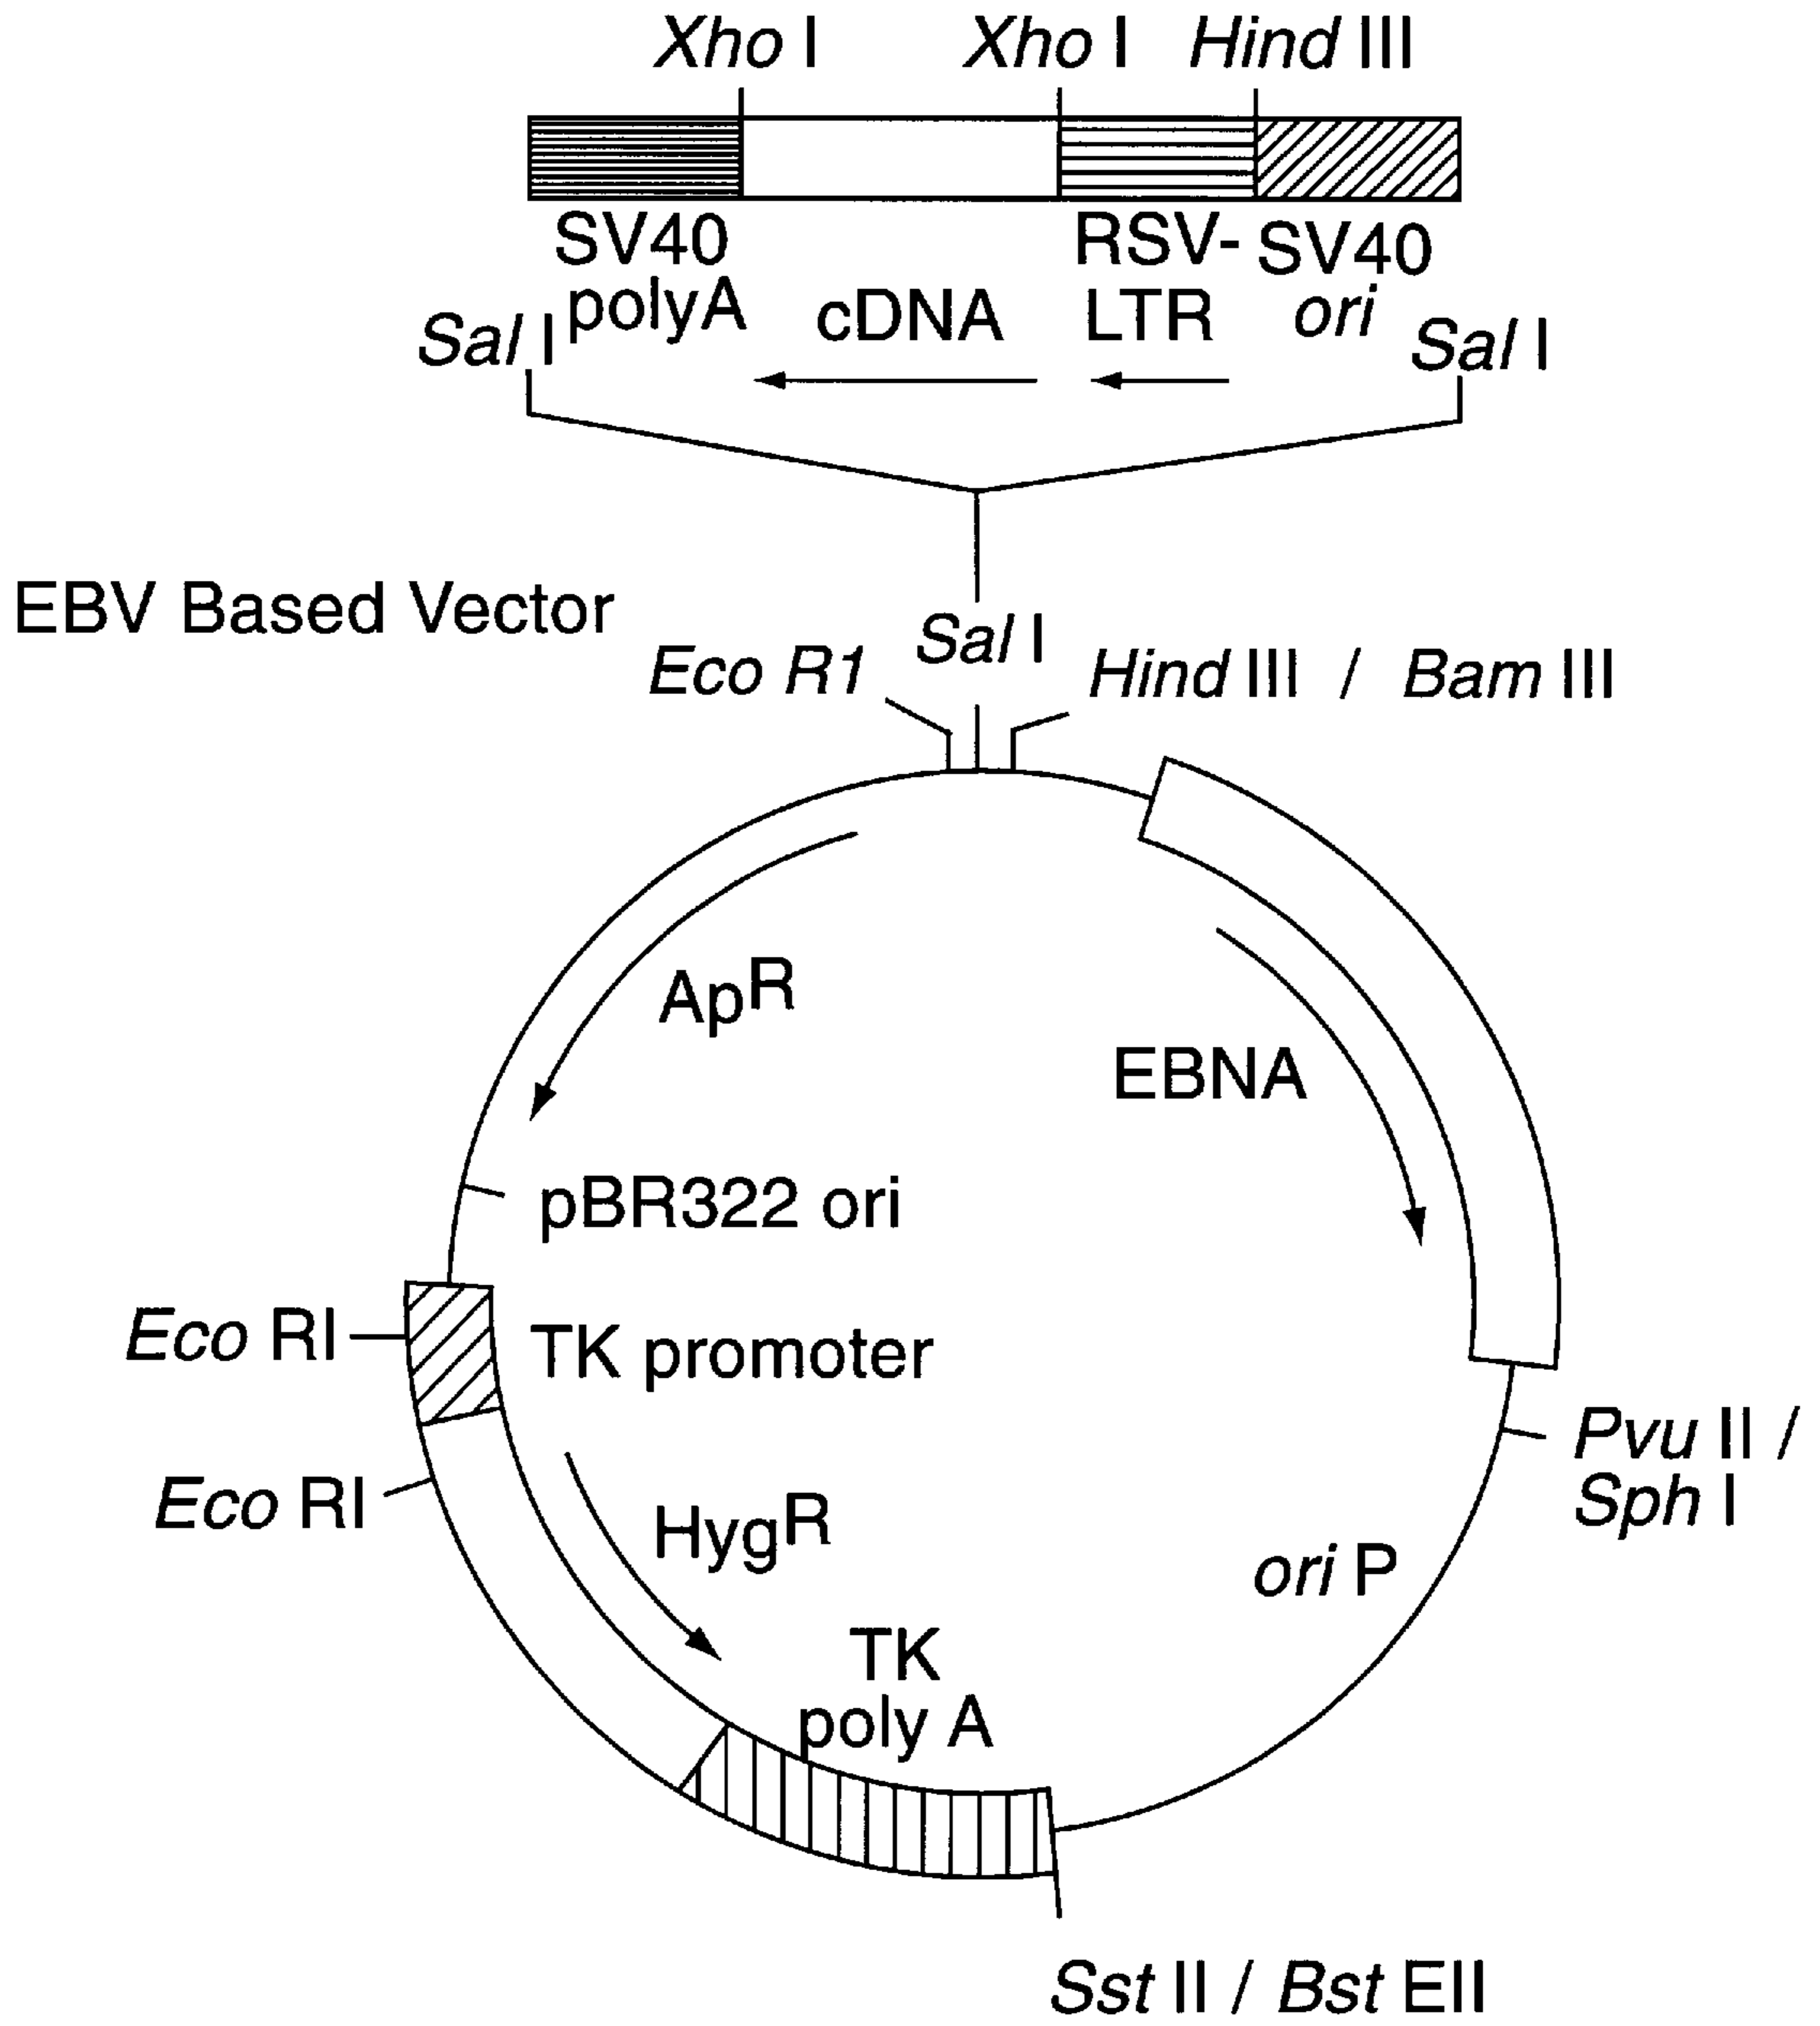 Xho I Xho I Hind III
SV40 RSV- SV40
polyA cDNA LTR ori
Sal I Sal I
EBV Based Vector
Sal I
Eco R1 Hind III / Bam III
ApR
EBNA
pBR322 ori
Eco RI TK promoter
Pvu II /
Eco RI Sph I
HygR
ori P
TK
poly A
Sst II / Bst EII